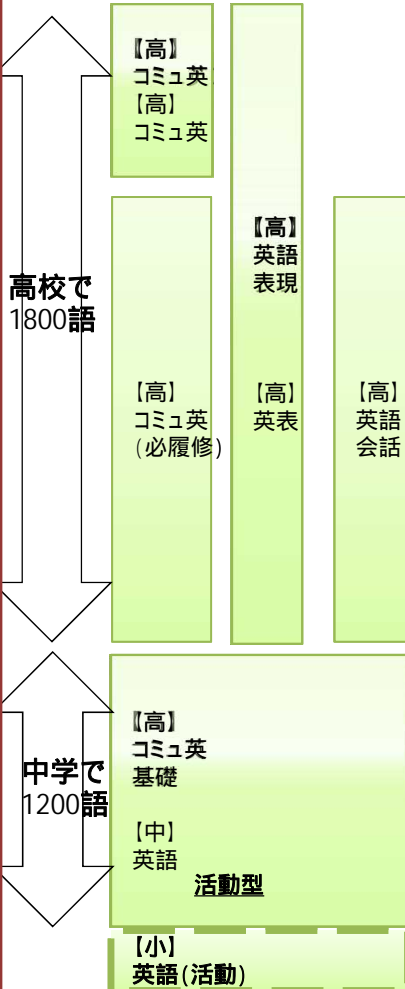 【高】
コミュ英
【高】
コミュ英
【高】
英語
表現
高校で
1800語
【高】
コミュ英
(必履修)
【高】
英表
【高】
英語
会話
【高】
コミュ英
基礎
中学で
1200語
【中】
英語
活動型
【小】
英語(活動)